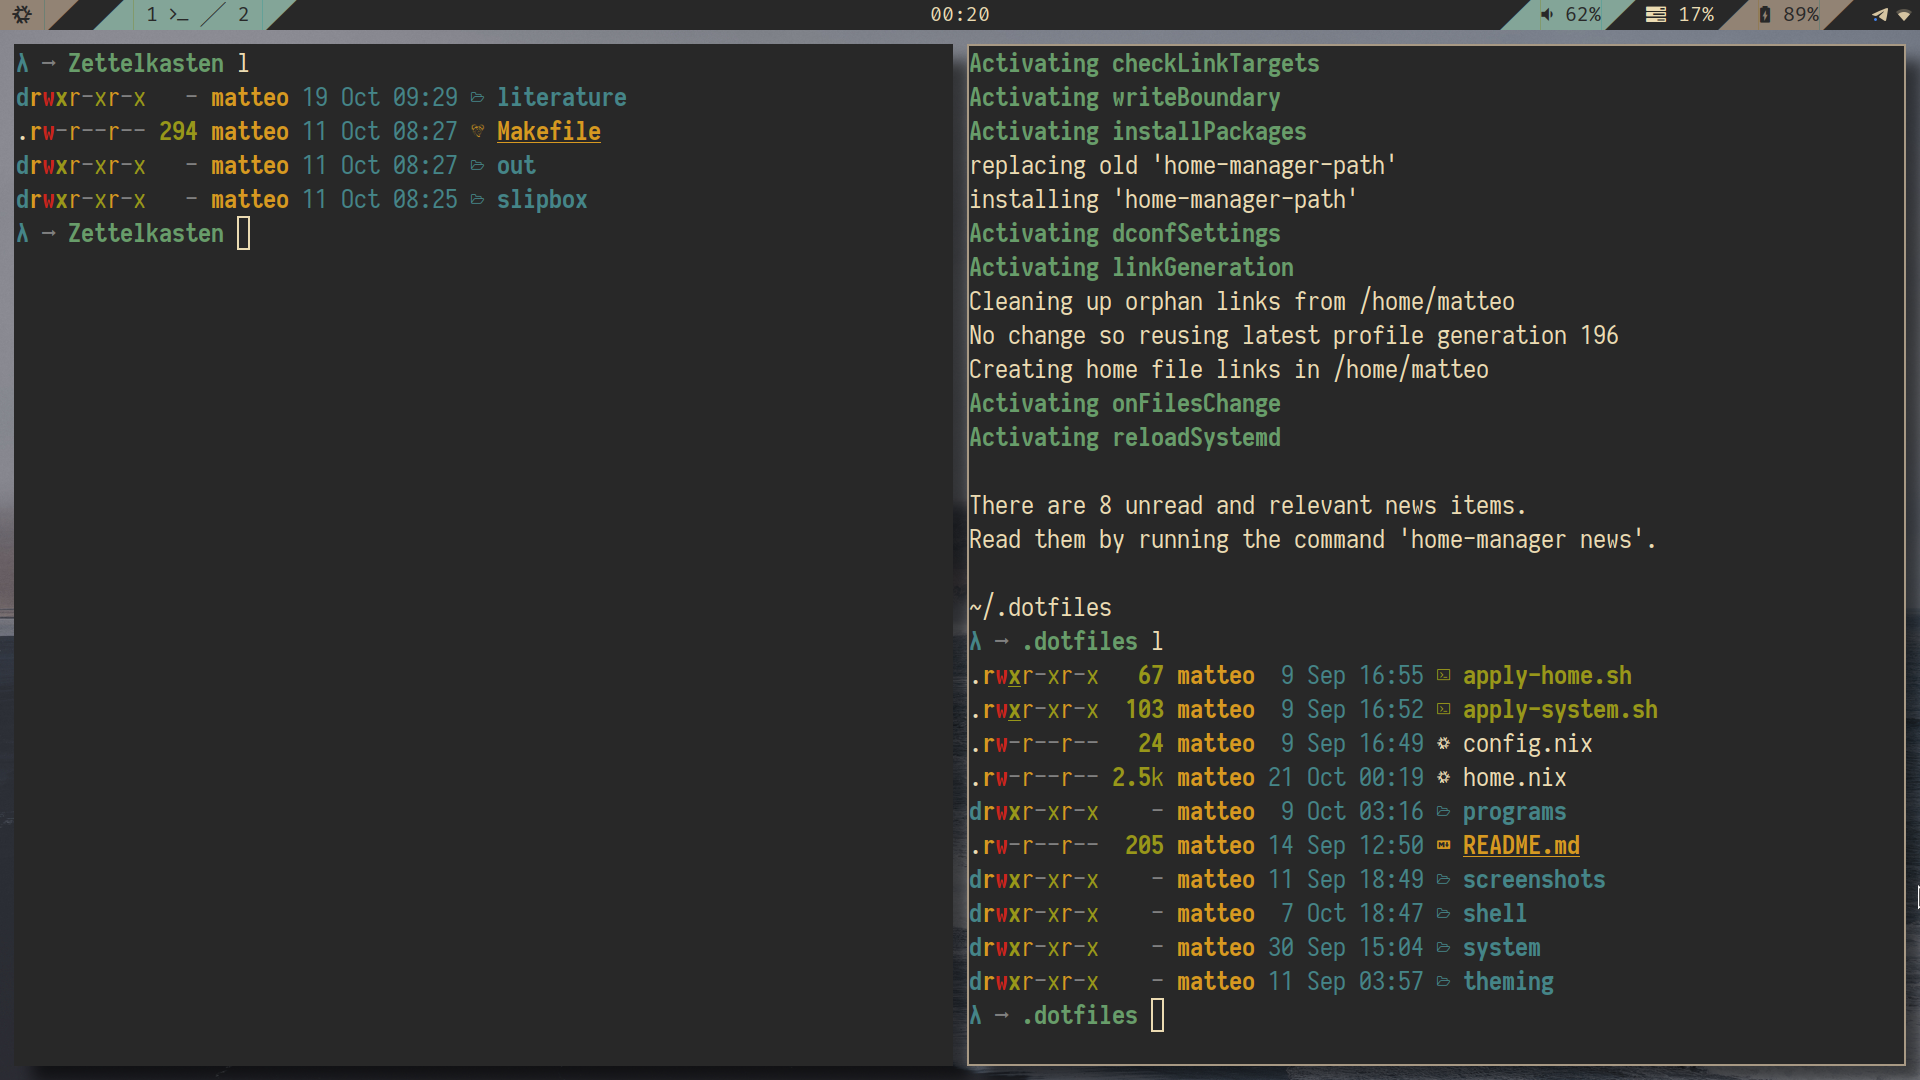 1 >_ / 2
00:20
62% 17% 89%
λ → Zettelkasten l
drwxr-xr-x - matteo 19 Oct 09:29 literature
.rw-r--r-- 294 matteo 11 Oct 08:27 Makefile
drwxr-xr-x - matteo 11 Oct 08:27 out
drwxr-xr-x - matteo 11 Oct 08:25 slipbox
λ → Zettelkasten
Activating checkLinkTargets
Activating writeBoundary
Activating installPackages
replacing old 'home-manager-path'
installing 'home-manager-path'
Activating dconfSettings
Activating linkGeneration
Cleaning up orphan links from /home/matteo
No change so reusing latest profile generation 196
Creating home file links in /home/matteo
Activating onFilesChange
Activating reloadSystemd
There are 8 unread and relevant news items.
Read them by running the command 'home-manager news'.
~/.dotfiles
λ → .dotfiles l
.rwxr-xr-x 67 matteo 9 Sep 16:55 apply-home.sh
.rwxr-xr-x 103 matteo 9 Sep 16:52 apply-system.sh
.rw-r--r-- 24 matteo 9 Sep 16:49 config.nix
.rw-r--r-- 2.5k matteo 21 Oct 00:19 home.nix
drwxr-xr-x - matteo 9 Oct 03:16 programs
.rw-r--r-- 205 matteo 14 Sep 12:50 README.md
drwxr-xr-x - matteo 11 Sep 18:49 screenshots
drwxr-xr-x - matteo 7 Oct 18:47 shell
drwxr-xr-x - matteo 30 Sep 15:04 system
drwxr-xr-x - matteo 11 Sep 03:57 theming
λ → .dotfiles